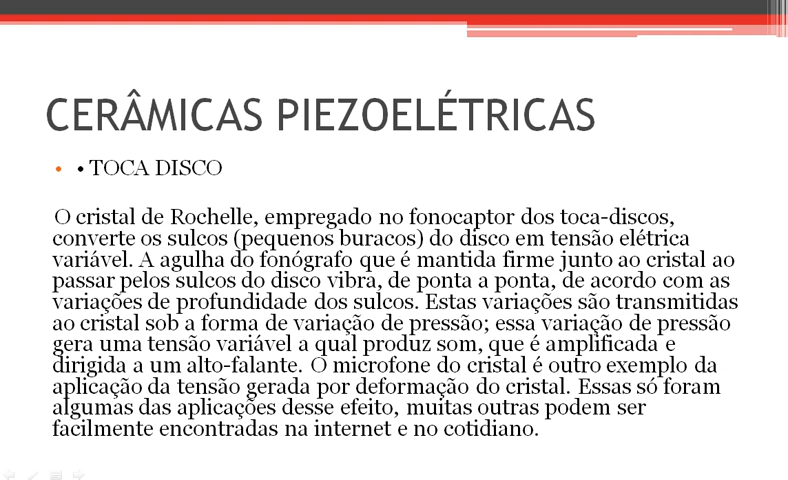 CERÂMICAS PIEZOELÉTRICAS
• • TOCA DISCO
O cristal de Rochelle, empregado no fonocaptor dos toca-discos,
converte os sulcos (pequenos buracos) do disco em tensão elétrica
variável. A agulha do fonógrafo que é mantida firme junto ao cristal ao
passar pelos sulcos do disco vibra, de ponta a ponta, de acordo com as
variações de profundidade dos sulcos. Estas variações são transmitidas
ao cristal sob a forma de variação de pressão; essa variação de pressão
gera uma tensão variável a qual produz som, que é amplificada e
dirigida a um alto-falante. O microfone do cristal é outro exemplo da
aplicação da tensão gerada por deformação do cristal. Essas só foram
algumas das aplicações desse efeito, muitas outras podem ser
facilmente encontradas na internet e no cotidiano.